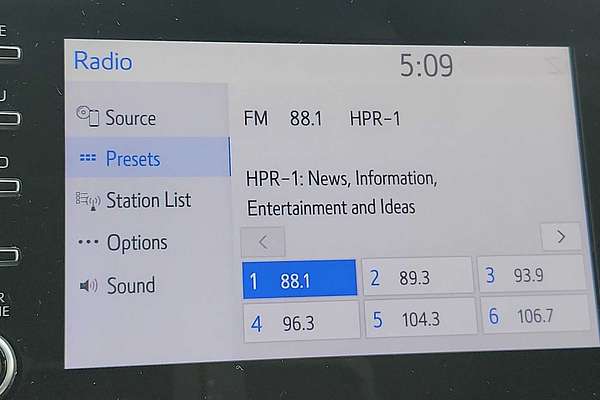 Radio
5:09
Source
FM 88.1 HPR-1
Presets
HPR-1: News, Information,
Station List
Entertainment and Ideas
Options
Sound
1 88.1
2 89.3
3 93.9
4 96.3
5 104.3
6 106.7